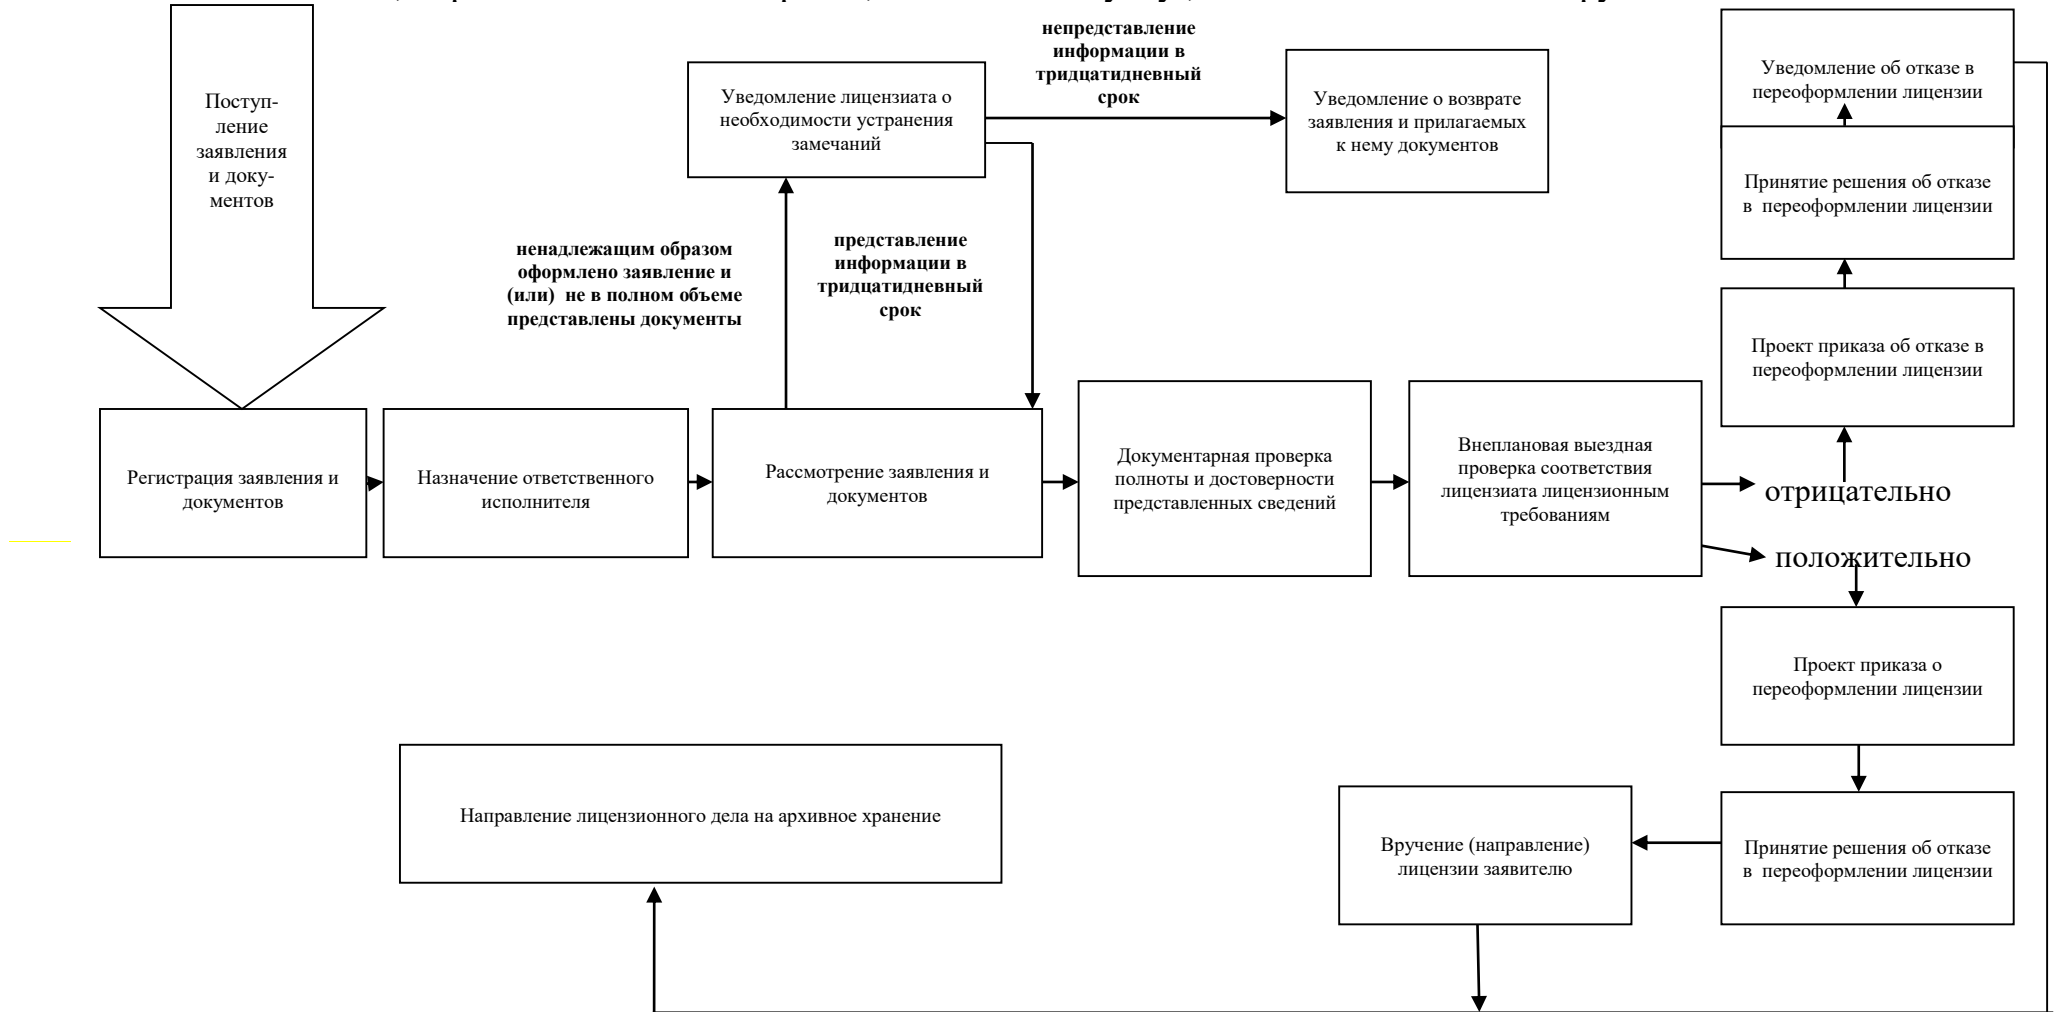 Поступ-
ление
заявления
и доку-
ментов
Уведомление лицензиата о
необходимости устранения
замечаний
непредставление
информации в
тридцатидневный
срок
Уведомление о возврате
заявления и прилагаемых
к нему документов
Уведомление об отказе в
переоформлении лицензии
Принятие решения об отказе
в переоформлении лицензии
ненадлежащим образом
оформлено заявление и
(или) не в полном объеме
представлены документы
представление
информации в
тридцатидневный
срок
Проект приказа об отказе в
переоформлении лицензии
Регистрация заявления и
документов
Назначение ответственного
исполнителя
Рассмотрение заявления и
документов
Документарная проверка
полноты и достоверности
представленных сведений
Внеплановая выездная
проверка соответствия
лицензиата лицензионным
требованиям
отрицательно
положительно
Проект приказа о
переоформлении лицензии
Направление лицензионного дела на архивное хранение
Вручение (направление)
лицензии заявителю
Принятие решения об отказе
в переоформлении лицензии